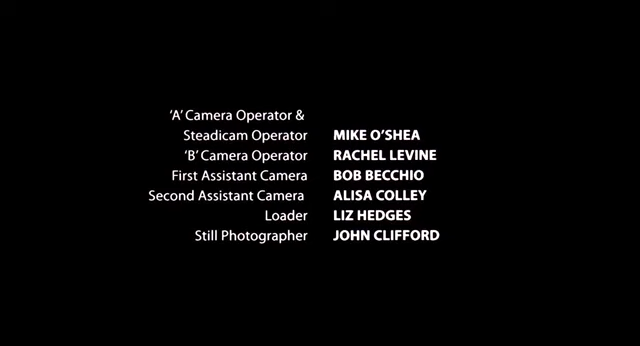 ‘A’ Camera Operator &
Steadicam Operator MIKE O’SHEA
‘B’ Camera Operator RACHEL LEVINE
First Assistant Camera BOB BECCHIO
Second Assistant Camera ALISA COLLEY
Loader LIZ HEDGES
Still Photographer JOHN CLIFFORD